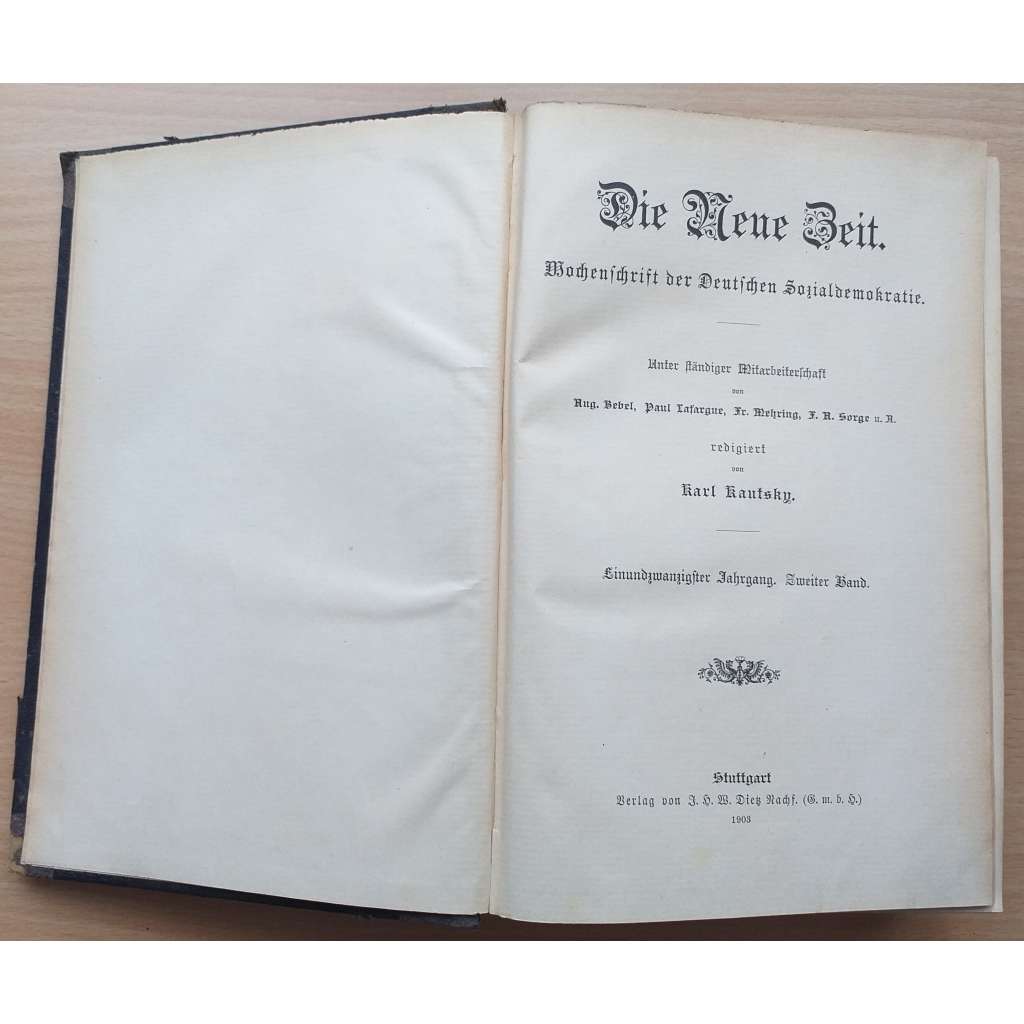 Die Neue Zeit.
Wochenschrift der Deutschen Sozialdemokratie.
Unter ständiger Mitarbeiterschaft
von
Aug. Bebel, Paul Lafargue, Fr. Mehring, F. A. Sorge u. A.
redigiert
von
Karl Kautsky.
Einundzwanzigster Jahrgang. Zweiter Band.
Stuttgart
Verlag von J. H. W. Dietz Nachf. (G. m. b. H.)
1903